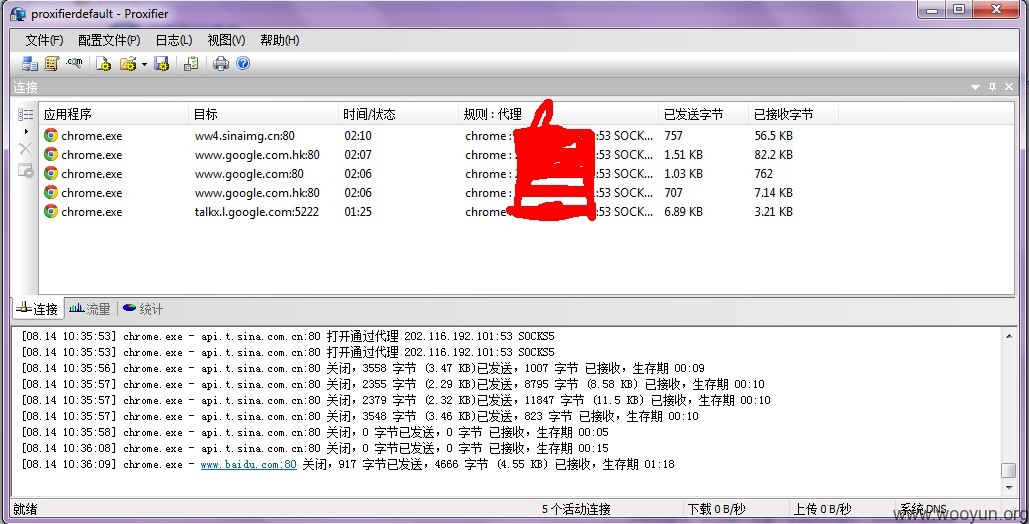 proxifierdefault - Proxifier
文件(F) 配置文件(P) 日志(L) 视图(V) 帮助(H)
连接
应用程序 目标 时间/状态 规则 : 代理 已发送字节 已接收字节
chrome.exe ww4.sinaimg.cn:80 02:10 chrome : :53 SOCK... 757 56.5 KB
chrome.exe www.google.com.hk:80 02:07 chrome : :53 SOCK... 1.51 KB 82.2 KB
chrome.exe www.google.com:80 02:06 chrome : :53 SOCK... 1.03 KB 762
chrome.exe www.google.com.hk:80 02:06 chrome : :53 SOCK... 707 7.14 KB
chrome.exe talkx.l.google.com:5222 01:25 chrome :53 SOCK... 6.89 KB 3.21 KB
连接 流量 统计
[08.14 10:35:53] chrome.exe - api.t.sina.com.cn:80 打开通过代理 202.116.192.101:53 SOCKS5
[08.14 10:35:53] chrome.exe - api.t.sina.com.cn:80 打开通过代理 202.116.192.101:53 SOCKS5
[08.14 10:35:56] chrome.exe - api.t.sina.com.cn:80 关闭，3558 字节 (3.47 KB)已发送，1007 字节 已接收，生存期 00:09
[08.14 10:35:57] chrome.exe - api.t.sina.com.cn:80 关闭，2355 字节 (2.29 KB)已发送，8795 字节 (8.58 KB) 已接收，生存期 00:10
[08.14 10:35:57] chrome.exe - api.t.sina.com.cn:80 关闭，2379 字节 (2.32 KB)已发送，11847 字节 (11.5 KB) 已接收，生存期 00:10
[08.14 10:35:57] chrome.exe - api.t.sina.com.cn:80 关闭，3548 字节 (3.46 KB)已发送，823 字节 已接收，生存期 00:10
[08.14 10:35:58] chrome.exe - api.t.sina.com.cn:80 关闭，0 字节已发送，0 字节 已接收，生存期 00:05
[08.14 10:36:08] chrome.exe - api.t.sina.com.cn:80 关闭，0 字节已发送，0 字节 已接收，生存期 00:15
[08.14 10:36:09] chrome.exe - www.baidu.com:80 关闭，917 字节已发送，4666 字节 (4.55 KB) 已接收，生存期 01:18
就绪 5 个活动连接 下载 0 B/秒 上传 0 B/秒 系统 DNS
www.wooyun.org